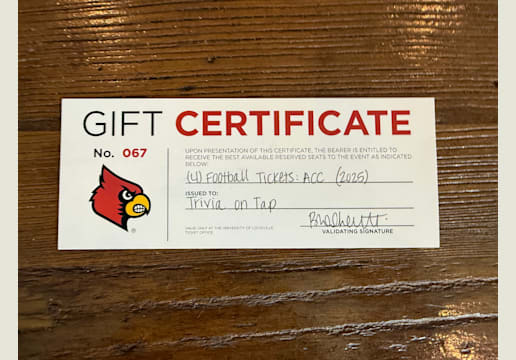 GIFT CERTIFICATE
No. 067
UPON PRESENTATION OF THIS CERTIFICATE, THE BEARER IS ENTITLED TO
RECEIVE THE BEST AVAILABLE RESERVED SEATS TO THE EVENT AS INDICATED
BELOW:
(4) Football Tickets: ACC (2025)
ISSUED TO:
Trivia on Tap
VALID ONLY AT THE UNIVERSITY OF LOUISVILLE
TICKET OFFICE
VALIDATING SIGNATURE